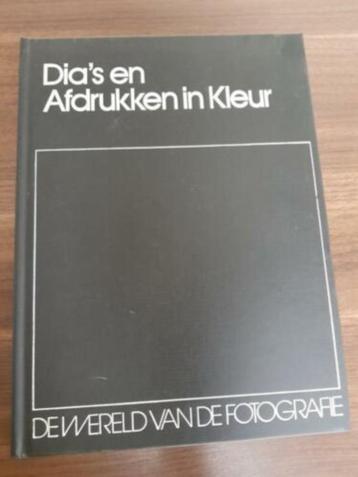 Dia's en
Afdrukken in Kleur
DE WERELD VAN DE FOTOGRAFIE